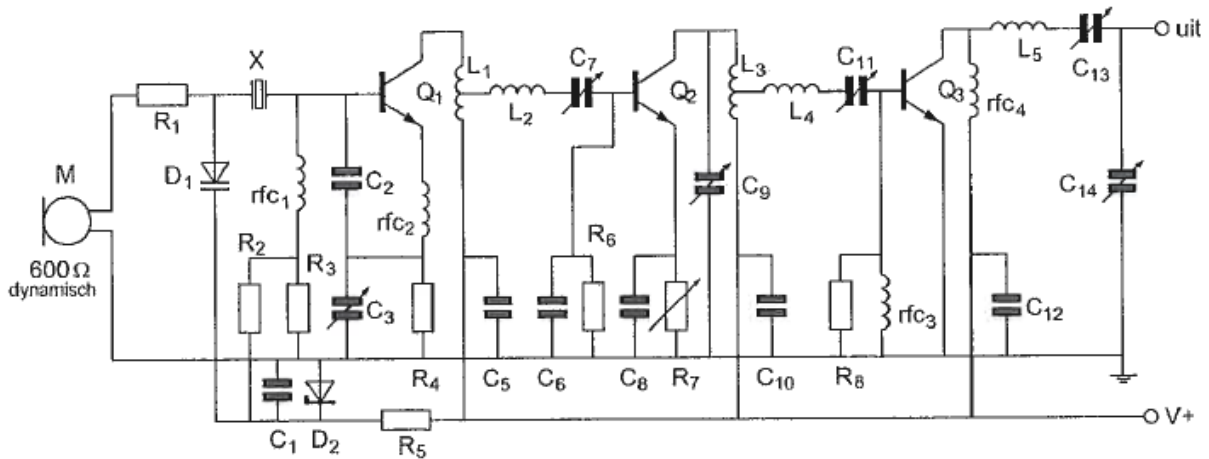 X
R1
D1
M
600 Ω
dynamisch
rfc1
R2
R3
C2
C3
Q1
rfc2
R4
L1
L2
C7
Q2
R6
C5
C6
C8
R7
C9
L3
L4
C11
Q3
rfc4
L5
C13
uit
C14
C10
R8
rfc3
C12
C1
D2
R5
V+